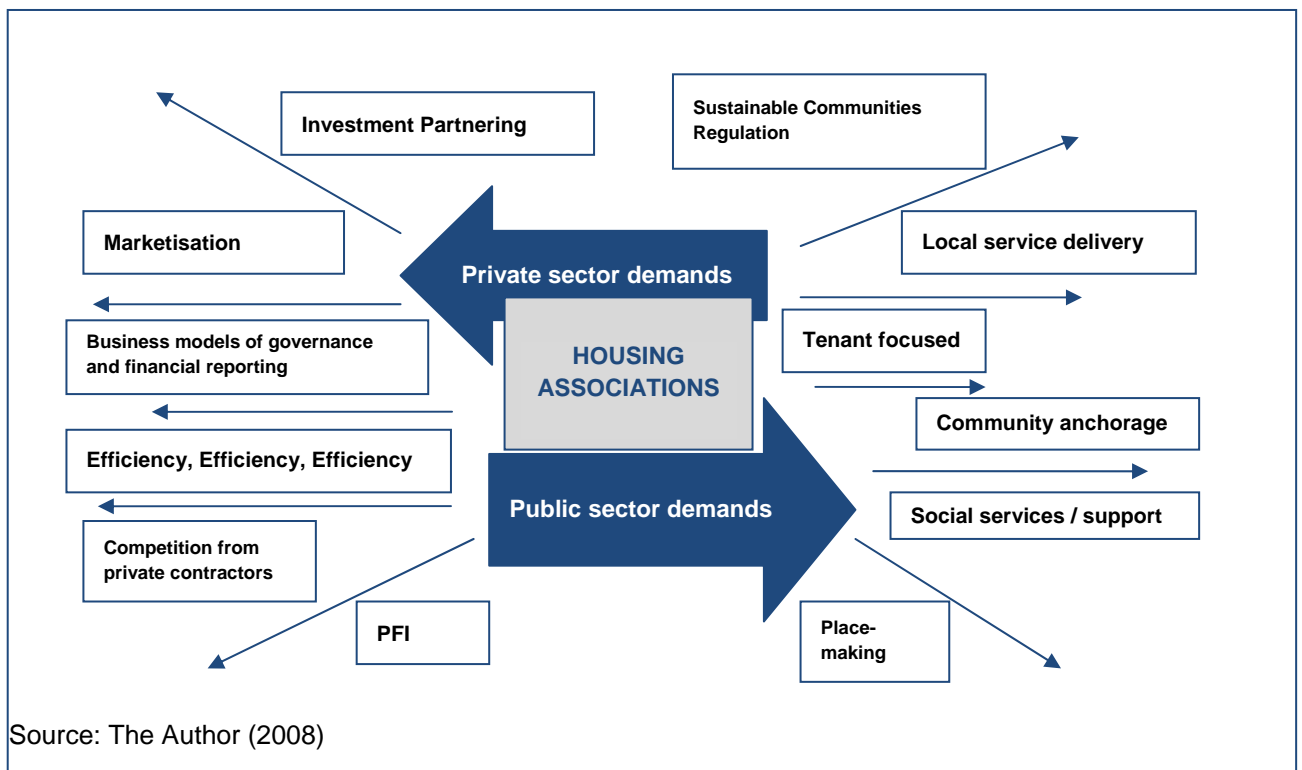 Investment Partnering
Sustainable Communities
Regulation
Marketisation
Local service delivery
Private sector demands
Business models of governance
and financial reporting
HOUSING
ASSOCIATIONS
Tenant focused
Community anchorage
Efficiency, Efficiency, Efficiency
Public sector demands
Social services / support
Competition from
private contractors
PFI
Place-
making
Source: The Author (2008)